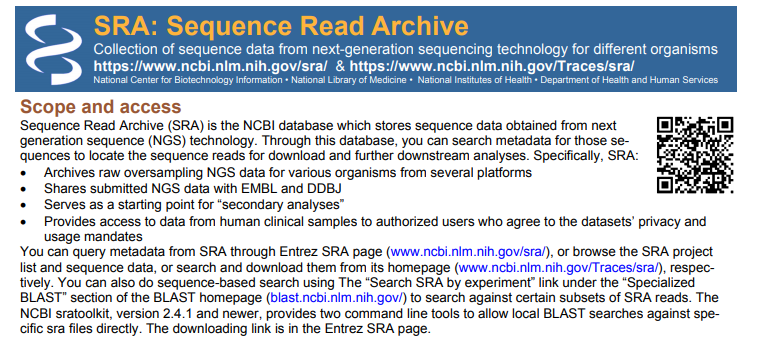 SRA: Sequence Read Archive
Collection of sequence data from next-generation sequencing technology for different organisms
https://www.ncbi.nlm.nih.gov/sra/ & https://www.ncbi.nlm.nih.gov/Traces/sra/
National Center for Biotechnology Information • National Library of Medicine • National Institutes of Health • Department of Health and Human Services
Scope and access
Sequence Read Archive (SRA) is the NCBI database which stores sequence data obtained from next
generation sequence (NGS) technology. Through this database, you can search metadata for those se-
quences to locate the sequence reads for download and further downstream analyses. Specifically, SRA:
• Archives raw oversampling NGS data for various organisms from several platforms
• Shares submitted NGS data with EMBL and DDBJ
• Serves as a starting point for “secondary analyses”
• Provides access to data from human clinical samples to authorized users who agree to the datasets’ privacy and
usage mandates
You can query metadata from SRA through Entrez SRA page (www.ncbi.nlm.nih.gov/sra/), or browse the SRA project
list and sequence data, or search and download them from its homepage (www.ncbi.nlm.nih.gov/Traces/sra/), respec-
tively. You can also do sequence-based search using The “Search SRA by experiment” link under the “Specialized
BLAST” section of the BLAST homepage (blast.ncbi.nlm.nih.gov/) to search against certain subsets of SRA reads. The
NCBI sratoolkit, version 2.4.1 and newer, provides two command line tools to allow local BLAST searches against spe-
cific sra files directly. The downloading link is in the Entrez SRA page.